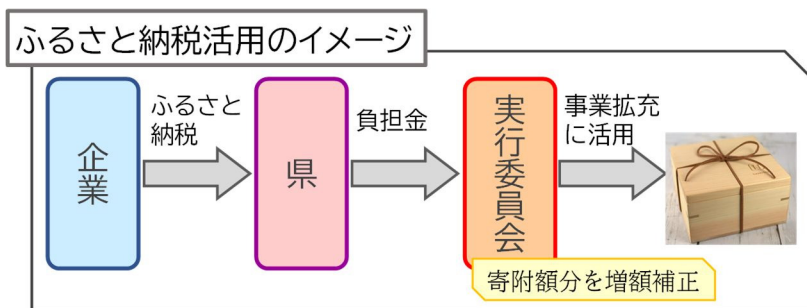 ふるさと納税活用のイメージ
企業
ふるさと
納税
県
負担金
実行委員会
事業拡充
に活用
寄附額分を増額補正